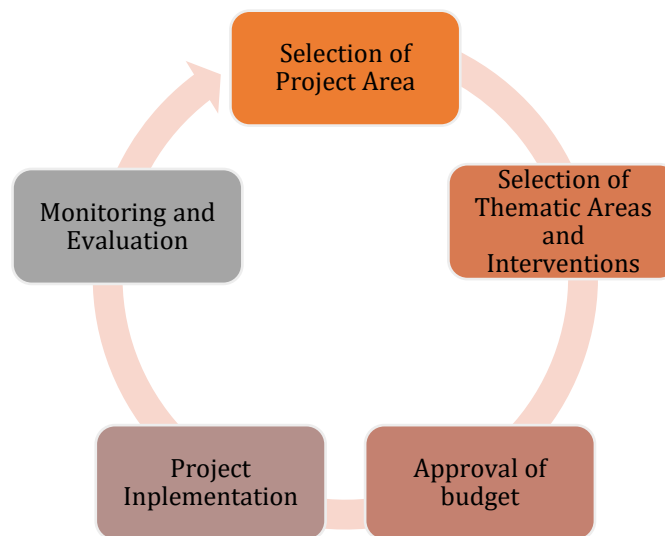 Selection of
Project Area
Selection of
Thematic Areas
and
Interventions
Approval of
budget
Project
Inplementation
Monitoring and
Evaluation